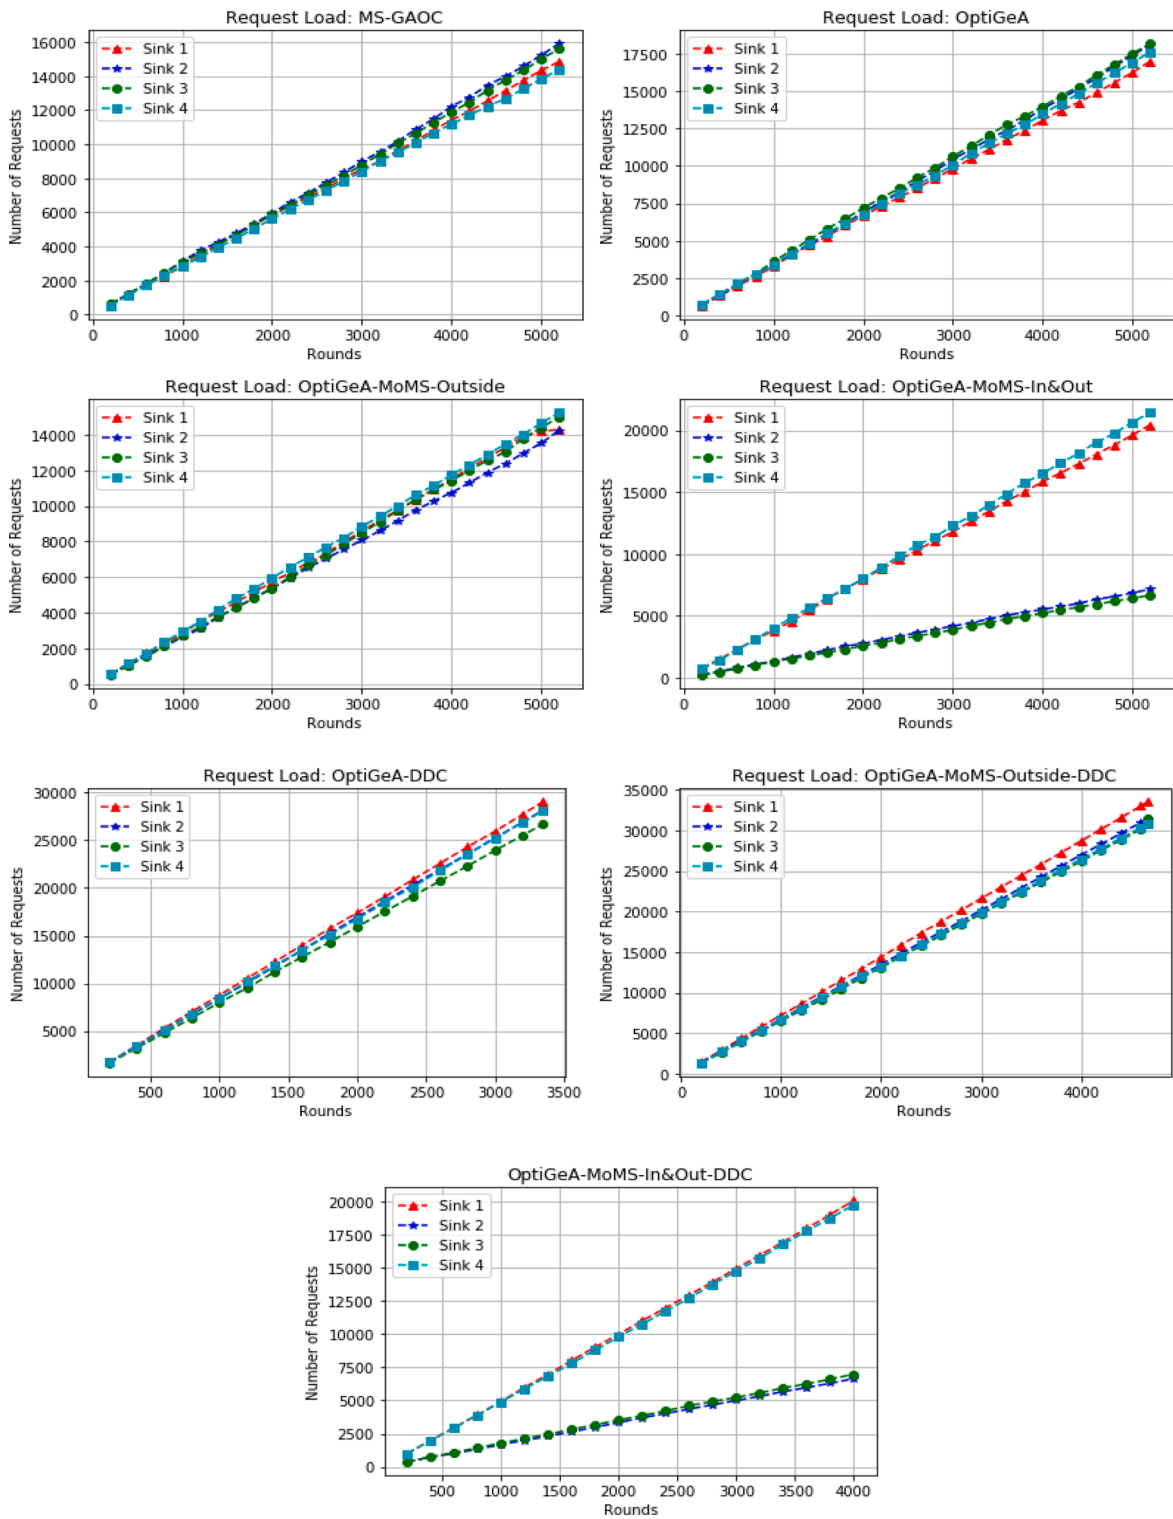 Request Load: MS-GAOC
Number of Requests
16000
14000
12000
10000
8000
6000
4000
2000
0
Sink 1
Sink 2
Sink 3
Sink 4
0 1000 2000 3000 4000 5000
Rounds
Request Load: OptiGeA
Number of Requests
17500
15000
12500
10000
7500
5000
2500
0
Sink 1
Sink 2
Sink 3
Sink 4
0 1000 2000 3000 4000 5000
Rounds
Request Load: OptiGeA-MoMS-Outside
Number of Requests
14000
12000
10000
8000
6000
4000
2000
0
Sink 1
Sink 2
Sink 3
Sink 4
0 1000 2000 3000 4000 5000
Rounds
Request Load: OptiGeA-MoMS-In&Out
Number of Requests
20000
15000
10000
5000
0
Sink 1
Sink 2
Sink 3
Sink 4
0 1000 2000 3000 4000 5000
Rounds
Request Load: OptiGeA-DDC
Number of Requests
30000
25000
20000
15000
10000
5000
Sink 1
Sink 2
Sink 3
Sink 4
500 1000 1500 2000 2500 3000 3500
Rounds
Request Load: OptiGeA-MoMS-Outside-DDC
Number of Requests
35000
30000
25000
20000
15000
10000
5000
0
Sink 1
Sink 2
Sink 3
Sink 4
0 1000 2000 3000 4000
Rounds
OptiGeA-MoMS-In&Out-DDC
Number of Requests
20000
17500
15000
12500
10000
7500
5000
2500
0
Sink 1
Sink 2
Sink 3
Sink 4
500 1000 1500 2000 2500 3000 3500 4000
Rounds